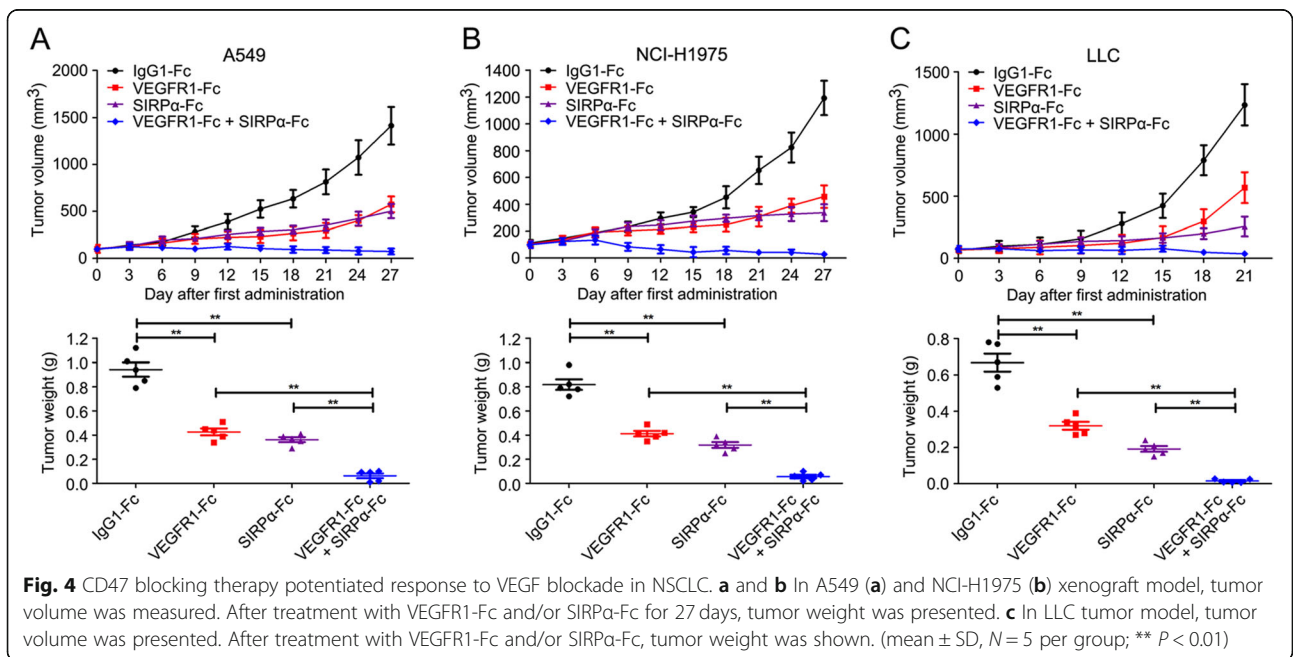 A
A549
IgG1-Fc
VEGFR1-Fc
SIRPα-Fc
VEGFR1-Fc + SIRPα-Fc
Tumor volume (mm³)
2000
1500
1000
500
0
0 3 6 9 12 15 18 21 24 27
Day after first administration
B
NCI-H1975
IgG1-Fc
VEGFR1-Fc
SIRPα-Fc
VEGFR1-Fc + SIRPα-Fc
Tumor volume (mm³)
1400
1200
1000
800
600
400
200
0
0 3 6 9 12 15 18 21 24 27
Day after first administration
C
LLC
IgG1-Fc
VEGFR1-Fc
SIRPα-Fc
VEGFR1-Fc + SIRPα-Fc
Tumor volume (mm³)
1500
1000
500
0
0 3 6 9 12 15 18 21
Day after first administration
Tumor weight (g)
1.2
1.0
0.8
0.6
0.4
0.2
0.0
**
**
**
**
IgG1-Fc
VEGFR1-Fc
SIRPα-Fc
VEGFR1-Fc
+ SIRPα-Fc
Tumor weight (g)
1.2
1.0
0.8
0.6
0.4
0.2
0.0
**
**
**
**
IgG1-Fc
VEGFR1-Fc
SIRPα-Fc
VEGFR1-Fc
+ SIRPα-Fc
Tumor weight (g)
0.8
0.6
0.4
0.2
0.0
**
**
**
**
IgG1-Fc
VEGFR1-Fc
SIRPα-Fc
VEGFR1-Fc
+ SIRPα-Fc
Fig. 4 CD47 blocking therapy potentiated response to VEGF blockade in NSCLC. a and b In A549 (a) and NCI-H1975 (b) xenograft model, tumor
volume was measured. After treatment with VEGFR1-Fc and/or SIRPα-Fc for 27 days, tumor weight was presented. c In LLC tumor model, tumor
volume was presented. After treatment with VEGFR1-Fc and/or SIRPα-Fc, tumor weight was shown. (mean ± SD, N = 5 per group; ** P < 0.01)